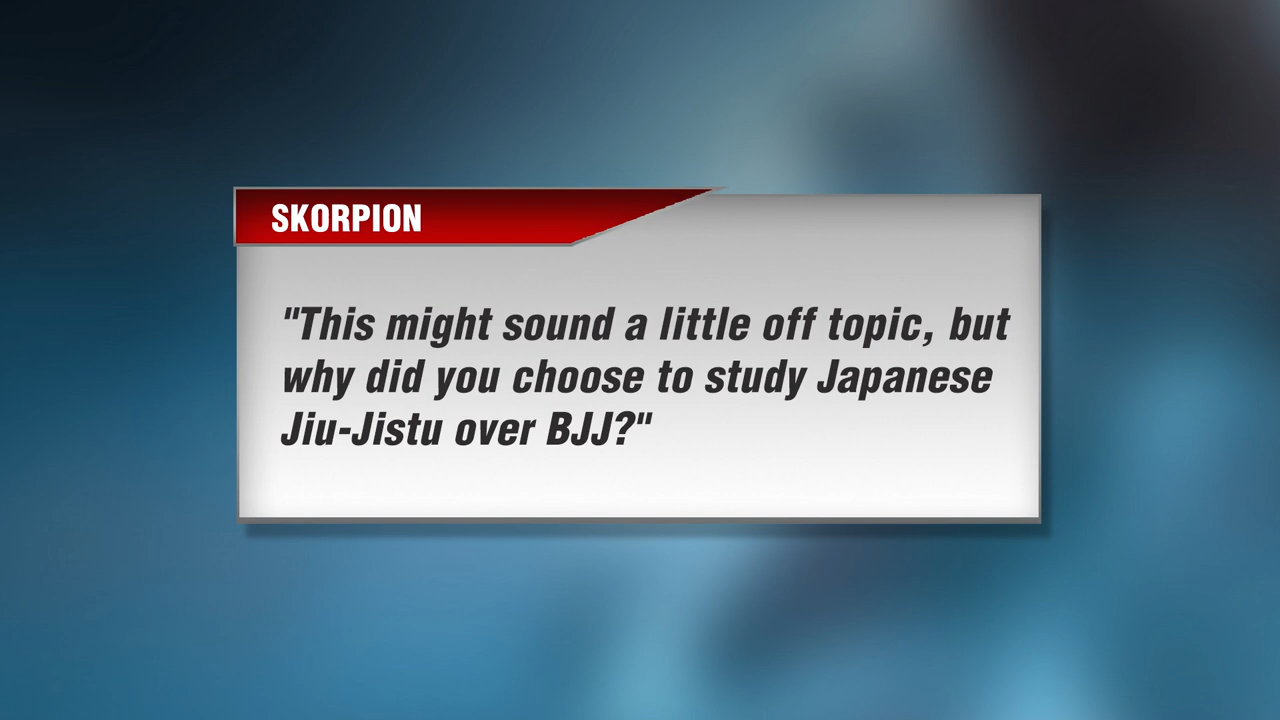 SKORPION
"This might sound a little off topic, but
why did you choose to study Japanese
Jiu-Jistu over BJJ?"